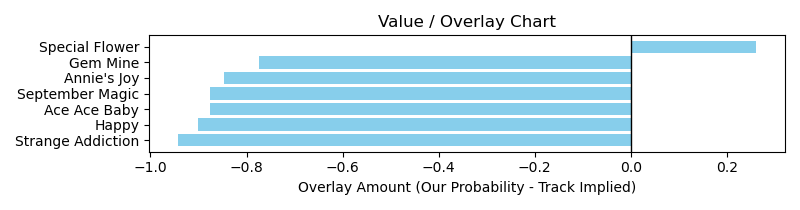 Value / Overlay Chart
Special Flower
Gem Mine
Annie's Joy
September Magic
Ace Ace Baby
Happy
Strange Addiction
−1.0 −0.8 −0.6 −0.4 −0.2 0.0 0.2
Overlay Amount (Our Probability - Track Implied)